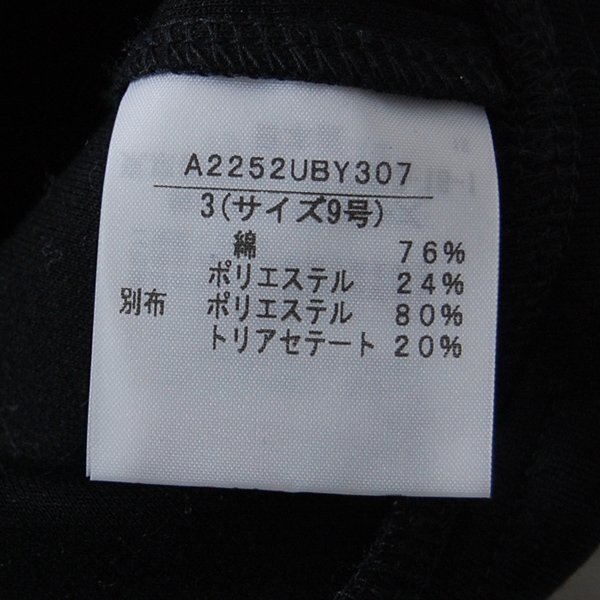 A2252UBY307
3(サイズ9号)
綿 76%
ポリエステル 24%
別布 ポリエステル 80%
トリアセテート 20%